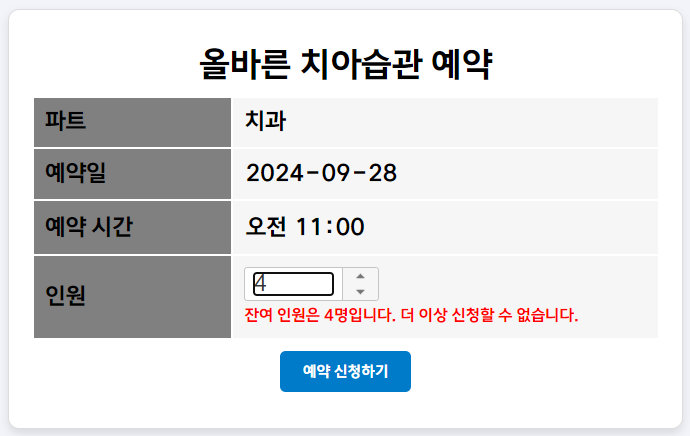 올바른 치아습관 예약
파트 치과
예약일 2024-09-28
예약 시간 오전 11:00
인원 4
잔여 인원은 4명입니다. 더 이상 신청할 수 없습니다.
예약 신청하기